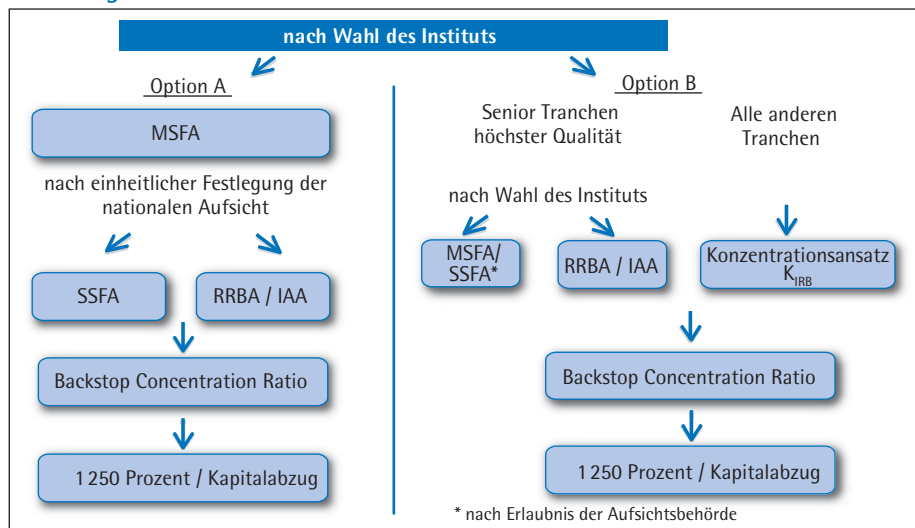 nach Wahl des Instituts
Option A
MSFA
nach einheitlicher Festlegung der
nationalen Aufsicht
SSFA
RRBA / IAA
Backstop Concentration Ratio
1 250 Prozent / Kapitalabzug
Option B
Senior Tranchen
höchster Qualität
Alle anderen
Tranchen
nach Wahl des Instituts
MSFA/
SSFA*
RRBA / IAA
Konzentrationsansatz
KIRB
Backstop Concentration Ratio
1 250 Prozent / Kapitalabzug
* nach Erlaubnis der Aufsichtsbehörde